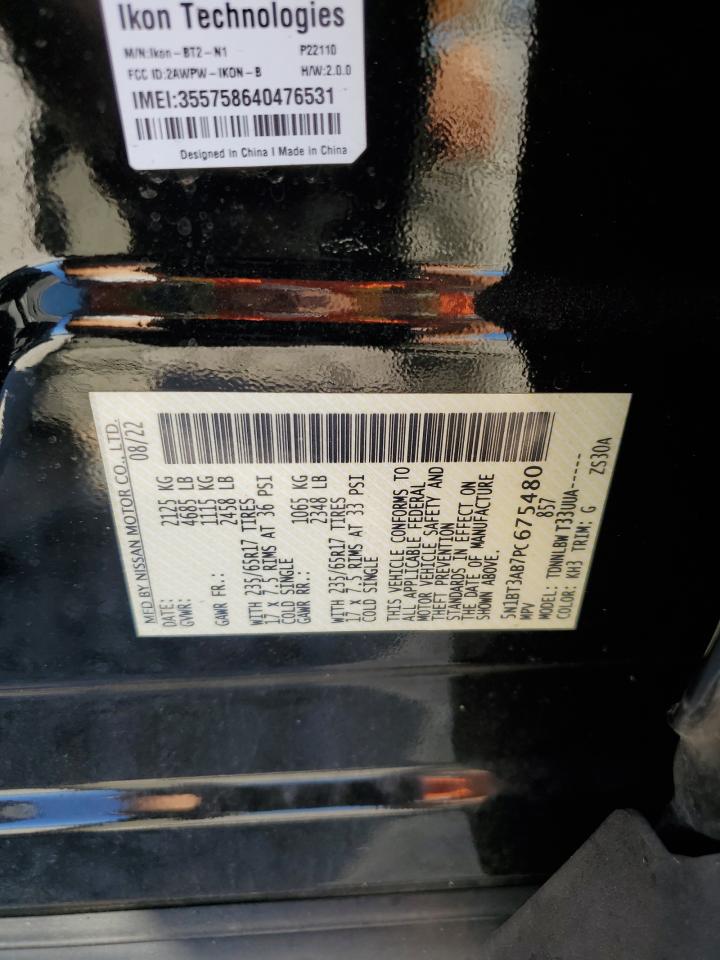 Ikon Technologies
M/N:Ikon-BT2-N1 P22110
FCC ID:2AWPW-IKON-B H/W:2.0.0
IMEI:355758640476531
Designed in China I Made in China
MFD BY NISSAN MOTOR CO., LTD.
DATE: 08/22
GVWR: 2125 KG
4685 LB
GAWR FR.: 1115 KG
2458 LB
WITH 235/65R17 TIRES
17 x 7.5 RIMS AT 36 PSI
COLD SINGLE
GAWR RR.: 1065 KG
2348 LB
WITH 235/65R17 TIRES
17 x 7.5 RIMS AT 33 PSI
COLD SINGLE
THIS VEHICLE CONFORMS TO
ALL APPLICABLE FEDERAL
MOTOR VEHICLE SAFETY AND
THEFT PREVENTION
STANDARDS IN EFFECT ON
THE DATE OF MANUFACTURE
SHOWN ABOVE.
5N1BT3AB7PC675480
MPV 857
MODEL: TDNNLBWT33UUA-----
COLOR: KH3 TRIM: G ZS30A